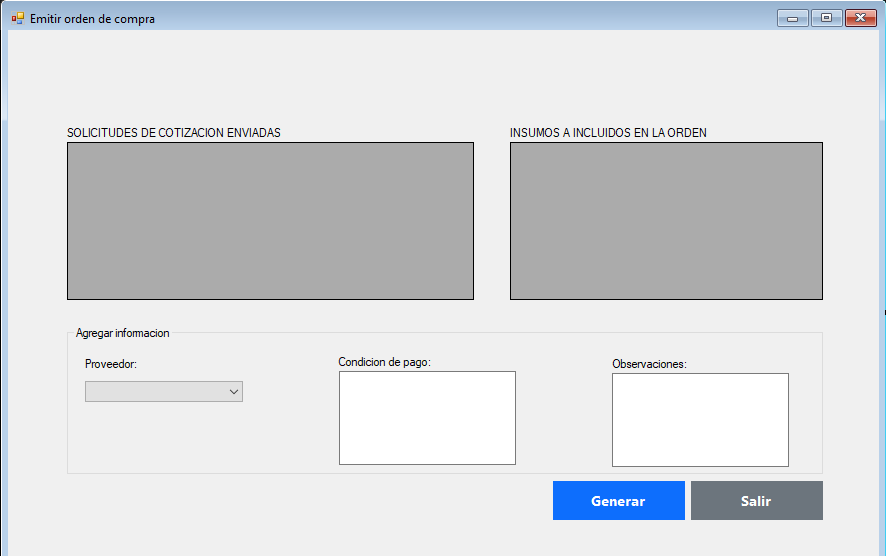 Emitir orden de compra
SOLICITUDES DE COTIZACION ENVIADAS
INSUMOS A INCLUIDOS EN LA ORDEN
Agregar informacion
Proveedor:
Condicion de pago:
Observaciones:
Generar
Salir